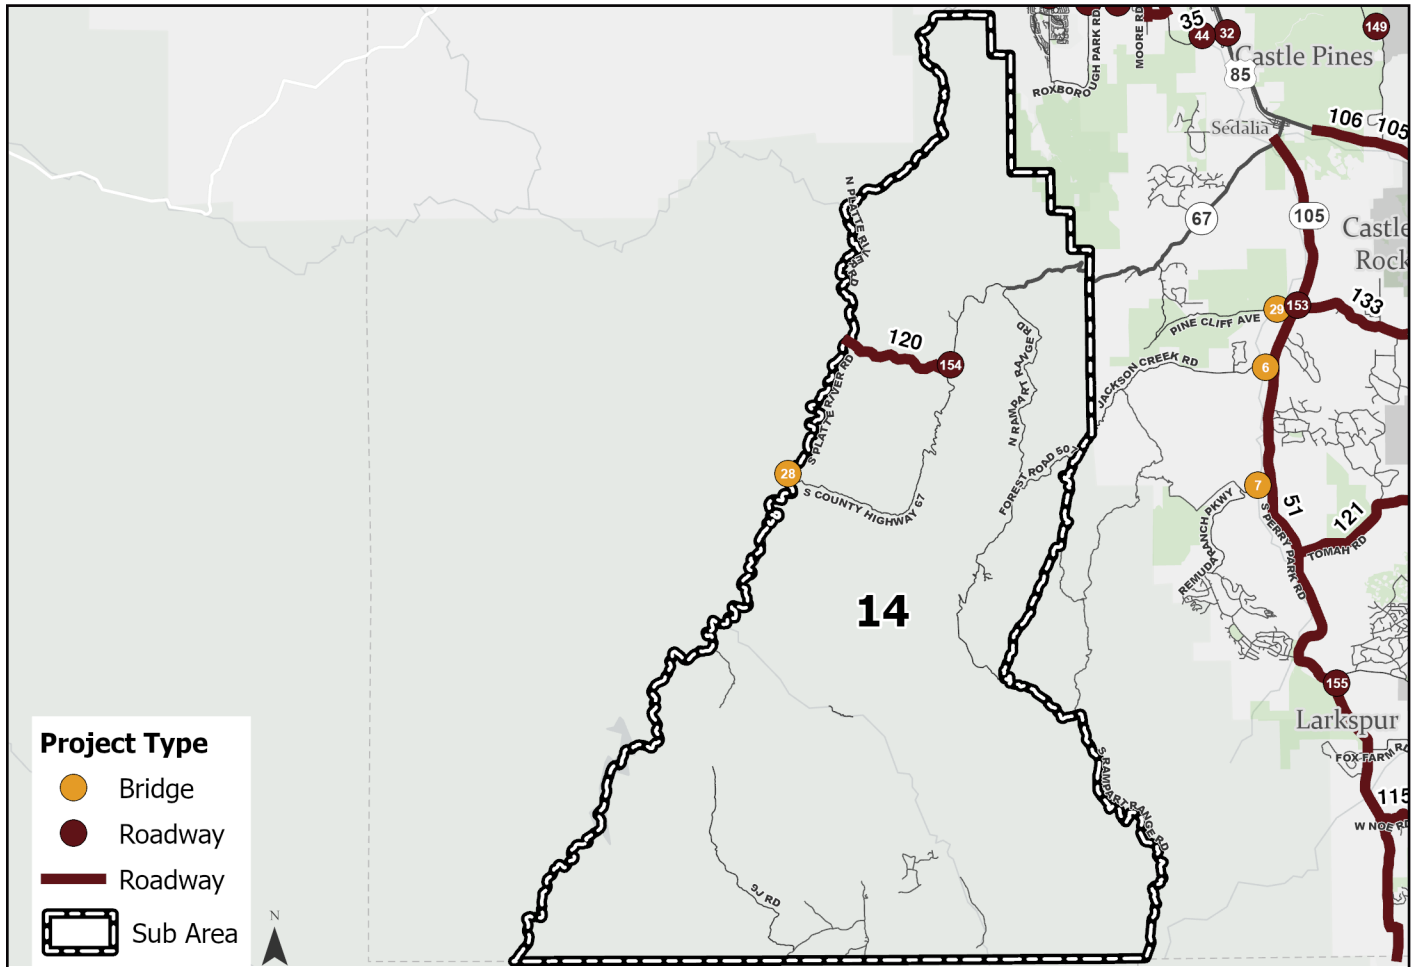 35
44
32
149
Castle Pines
85
MOORE RD
ROXBOROUGH PARK RD
Sedalia
106
105
N PLATTE RIVER RD
67
105
Castle
Rock
133
29
153
PINE CLIFF AVE
120
154
N RAMPART RANGE RD
JACKSON CREEK RD
6
S PLATTE RIVER RD
28
S COUNTY HIGHWAY 67
FOREST ROAD 507
7
51
121
TOMAH RD
S PERRY PARK RD
REMUDA RANCH PKWY
14
155
Larkspur
FOX FARM RD
115
W NOE RD
S RAMPART RANGE RD
Project Type
Bridge
Roadway
Roadway
Sub Area
N